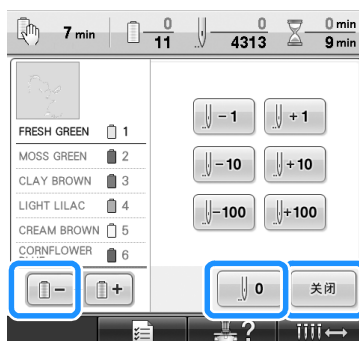 7 min
0
11
0
4313
0 min
9 min
FRESH GREEN 1
MOSS GREEN 2
CLAY BROWN 3
LIGHT LILAC 4
CREAM BROWN 5
CORNFLOWER
6
-1
+1
-10
+10
-100
+100
-
+
0
关闭
?